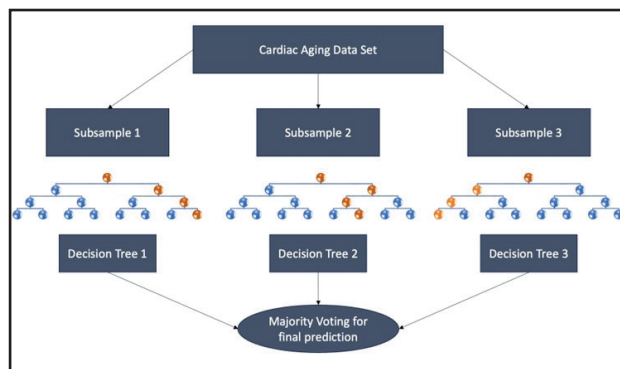 Cardiac Aging Data Set
Subsample 1
Subsample 2
Subsample 3
Decision Tree 1
Decision Tree 2
Decision Tree 3
Majority Voting for
final prediction